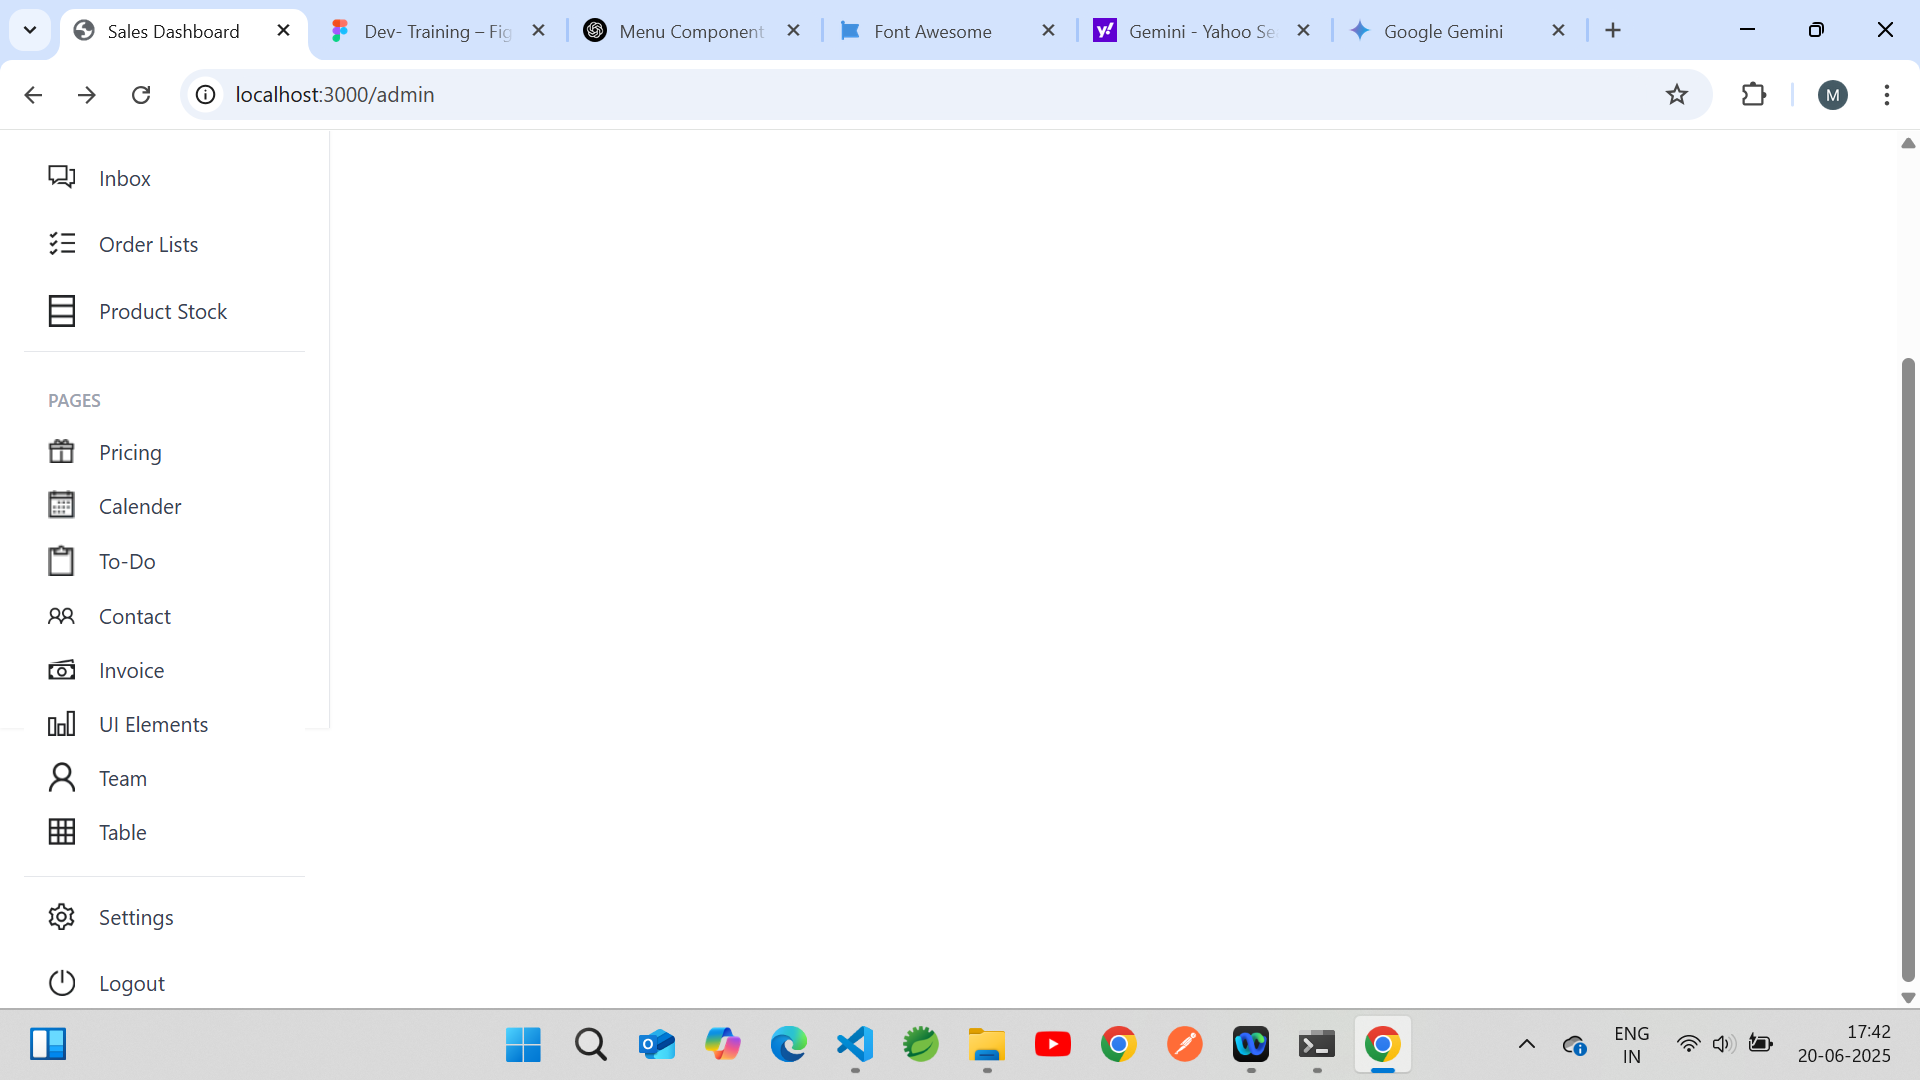 Sales Dashboard
Dev- Training – Fig
Menu Component
Font Awesome
Gemini - Yahoo Se
Google Gemini
localhost:3000/admin
M
Inbox
Order Lists
Product Stock
PAGES
Pricing
Calender
To-Do
Contact
Invoice
UI Elements
Team
Table
Settings
Logout
ENG
IN
17:42
20-06-2025